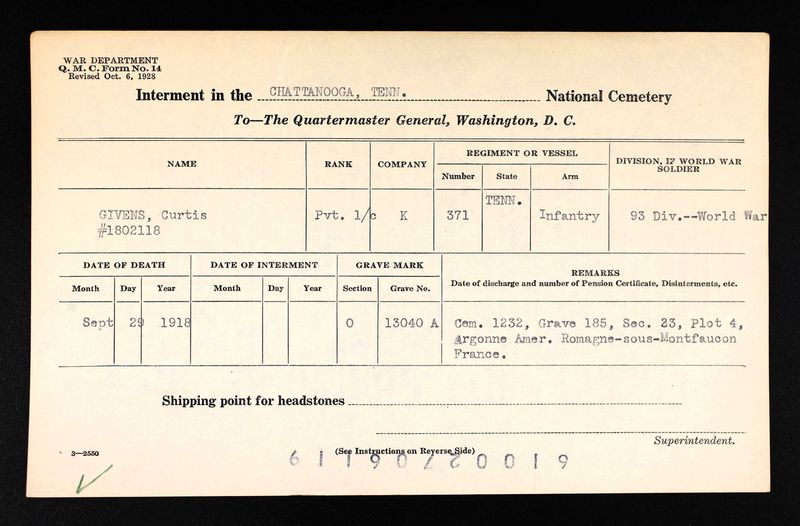 WAR DEPARTMENT
Q. M. C. Form No. 14
Revised Oct. 6, 1928
Interment in the CHATTANOOGA, TENN. National Cemetery
To—The Quartermaster General, Washington, D. C.
NAME RANK COMPANY REGIMENT OR VESSEL DIVISION, IF WORLD WAR SOLDIER
Number State Arm
TENN.
GIVENS, Curtis Pvt. 1/c K 371 Infantry 93 Div.--World War
#1802118
DATE OF DEATH DATE OF INTERMENT GRAVE MARK REMARKS
Month Day Year Month Day Year Section Grave No. Date of discharge and number of Pension Certificate, Disinterments, etc.
Sept 29 1918 O 13040 A Cem. 1232, Grave 185, Sec. 23, Plot 4,
Argonne Amer. Romagne-sous-Montfaucon
France.
Shipping point for headstones
Superintendent.
3—2550 (See Instructions on Reverse Side)